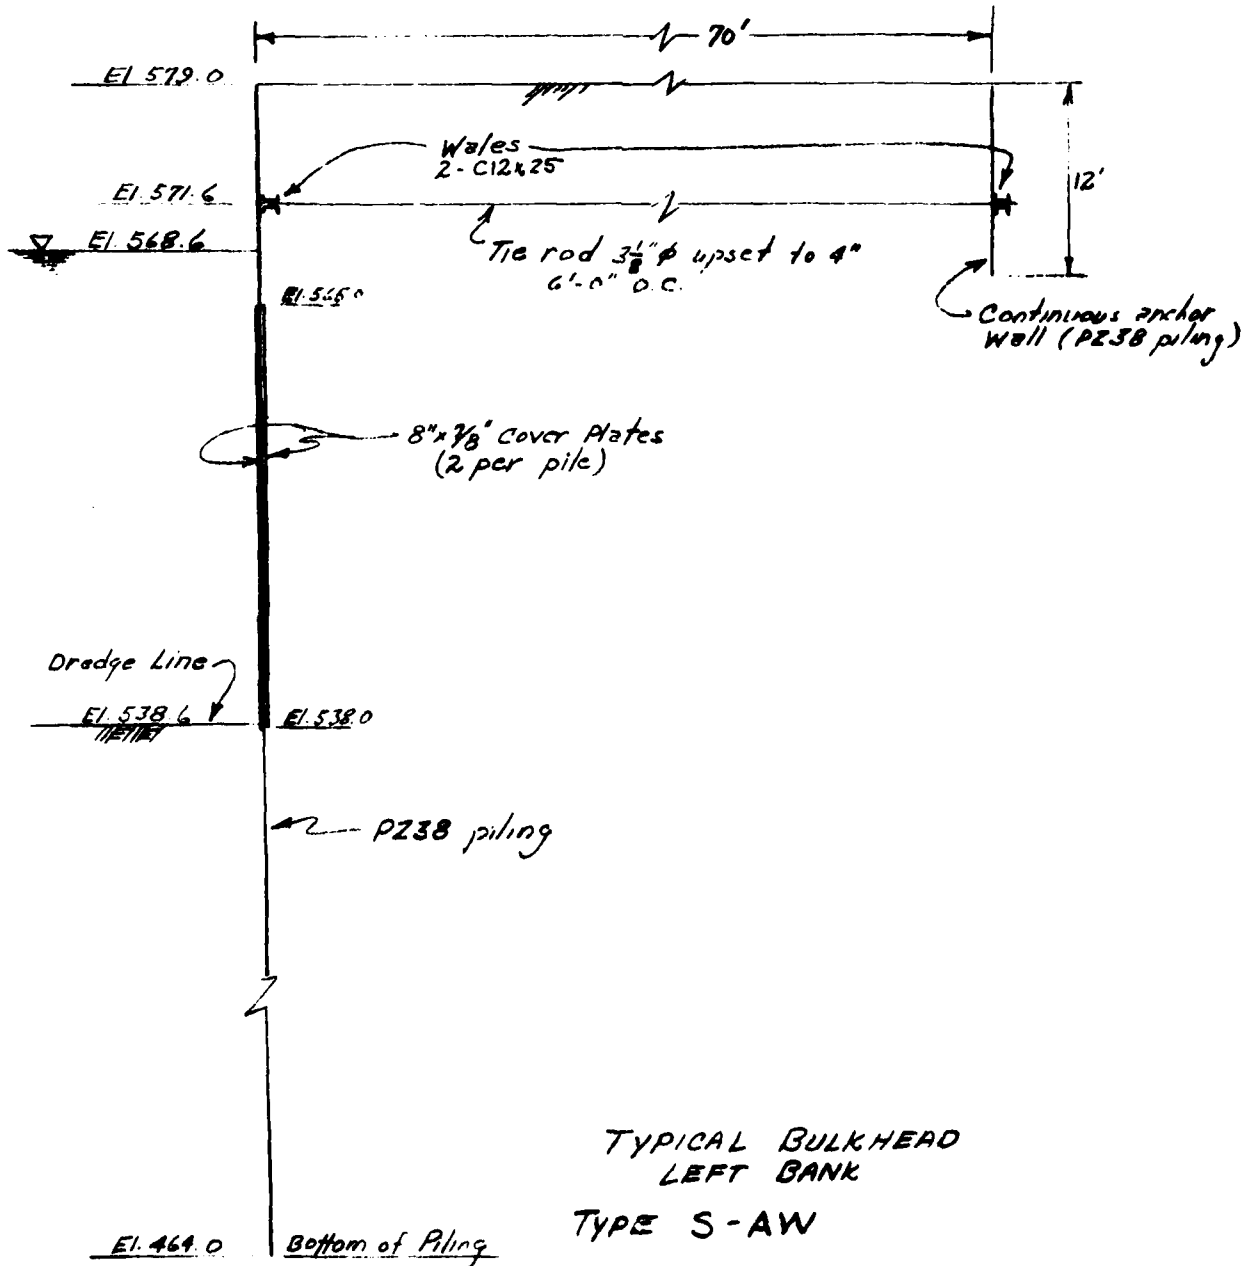 70'
El 579.0
Wales
2-C12x25
12'
El. 571.6
El. 568.6
Tie rod 3 1/8" φ upset to 4"
6'-0" O.C.
El. 565.0
Continuous anchor
Wall (PZ38 piling)
8"x 7/8" Cover Plates
(2 per pile)
Dredge Line
El. 538.6
El. 538.0
PZ38 piling
TYPICAL BULKHEAD
LEFT BANK
TYPE S-AW
El. 464.0
Bottom of Piling